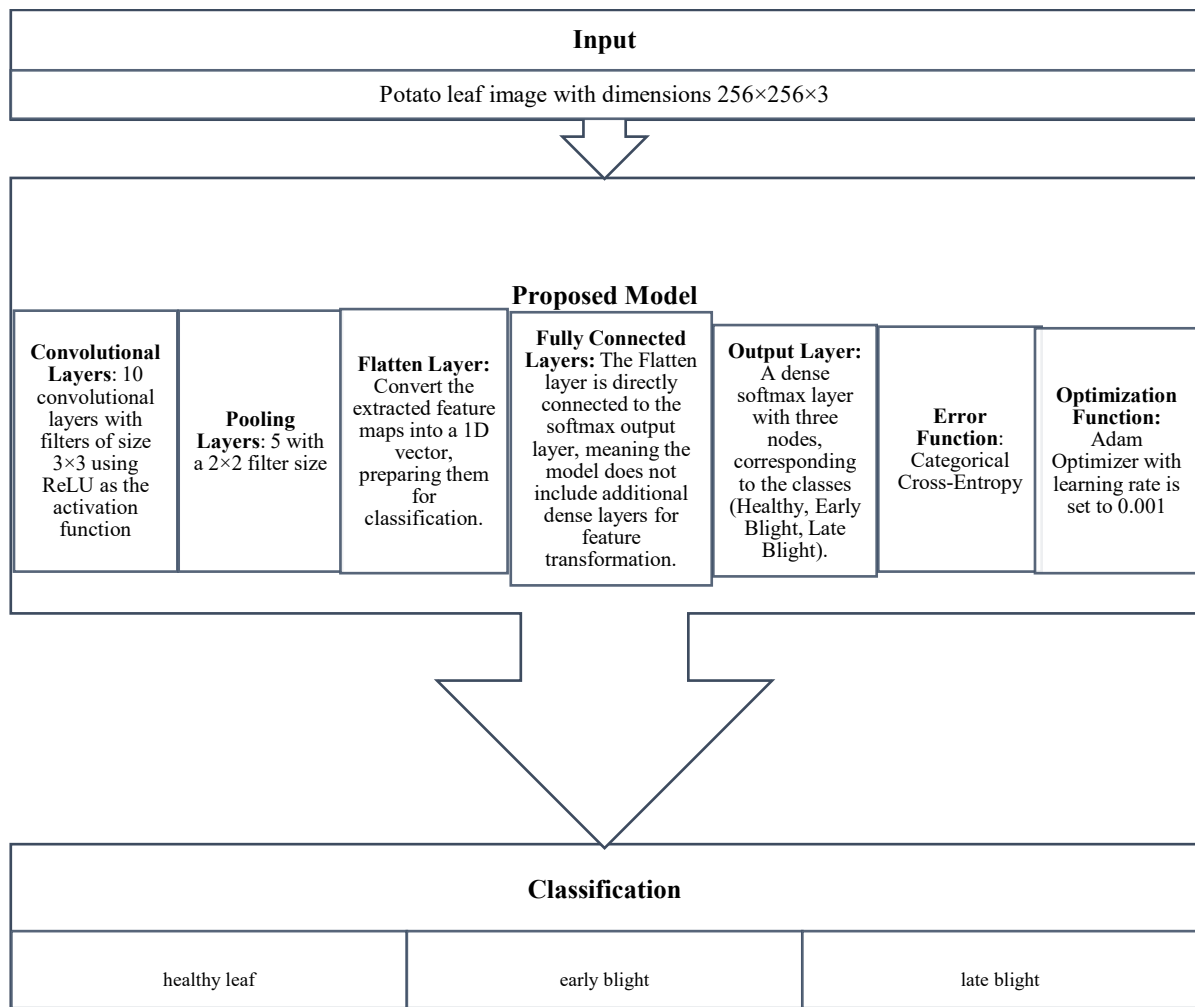 Input
Potato leaf image with dimensions 256×256×3
Proposed Model
Convolutional
Layers: 10
convolutional
layers with
filters of size
3×3 using
ReLU as the
activation
function
Pooling
Layers: 5 with
a 2×2 filter size
Flatten Layer:
Convert the
extracted feature
maps into a 1D
vector,
preparing them
for
classification.
Fully Connected
Layers: The Flatten
layer is directly
connected to the
softmax output
layer, meaning the
model does not
include additional
dense layers for
feature
transformation.
Output Layer:
A dense
softmax layer
with three
nodes,
corresponding
to the classes
(Healthy, Early
Blight, Late
Blight).
Error
Function:
Categorical
Cross-Entropy
Optimization
Function:
Adam
Optimizer with
learning rate is
set to 0.001
Classification
healthy leaf
early blight
late blight